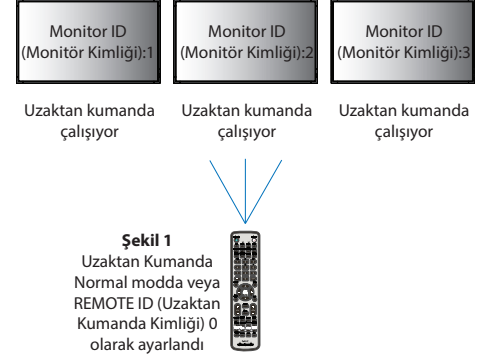 Monitor ID
(Monitör Kimliği):1
Monitor ID
(Monitör Kimliği):2
Monitor ID
(Monitör Kimliği):3
Uzaktan kumanda
çalışıyor
Uzaktan kumanda
çalışıyor
Uzaktan kumanda
çalışıyor
Şekil 1
Uzaktan Kumanda
Normal modda veya
REMOTE ID (Uzaktan
Kumanda Kimliği) 0
olarak ayarlandı